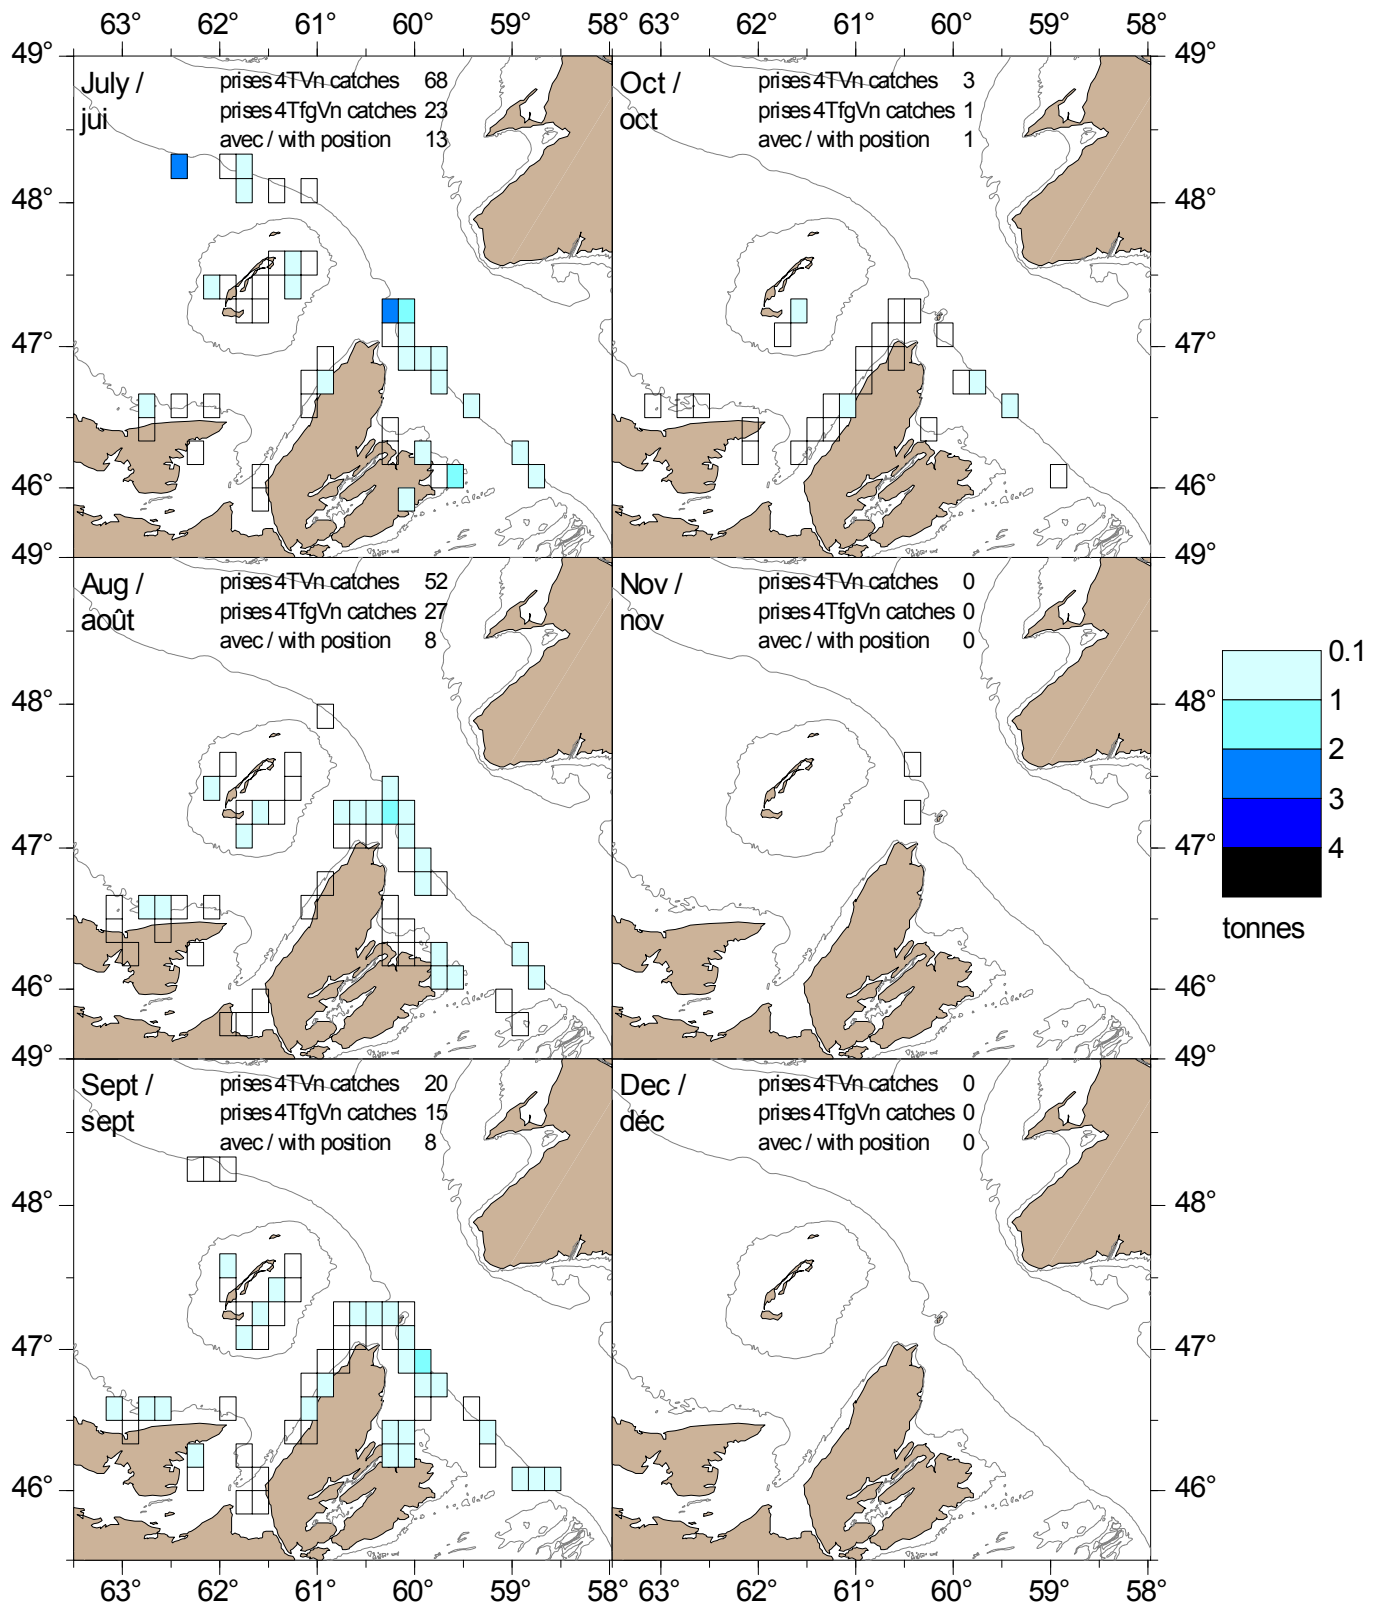 63° 62° 61° 60° 59° 58° 63° 62° 61° 60° 59° 58°
49° 49°
July / prises 4TVn catches 68
jui prises 4TfgVn catches 23
avec / with position 13
Oct / prises 4TVn catches 3
oct prises 4TfgVn catches 1
avec / with position 1
48° 48°
47° 47°
46° 46°
49° 49°
Aug / prises 4TVn catches 52
août prises 4TfgVn catches 27
avec / with position 8
Nov / prises 4TVn catches 0
nov prises 4TfgVn catches 0
avec / with position 0
48° 48°
47° 47°
46° 46°
0.1
1
2
3
4
tonnes
49° 49°
Sept / prises 4TVn catches 20
sept prises 4TfgVn catches 15
avec / with position 8
Dec / prises 4TVn catches 0
déc prises 4TfgVn catches 0
avec / with position 0
48° 48°
47° 47°
46° 46°
63° 62° 61° 60° 59° 58° 63° 62° 61° 60° 59° 58°